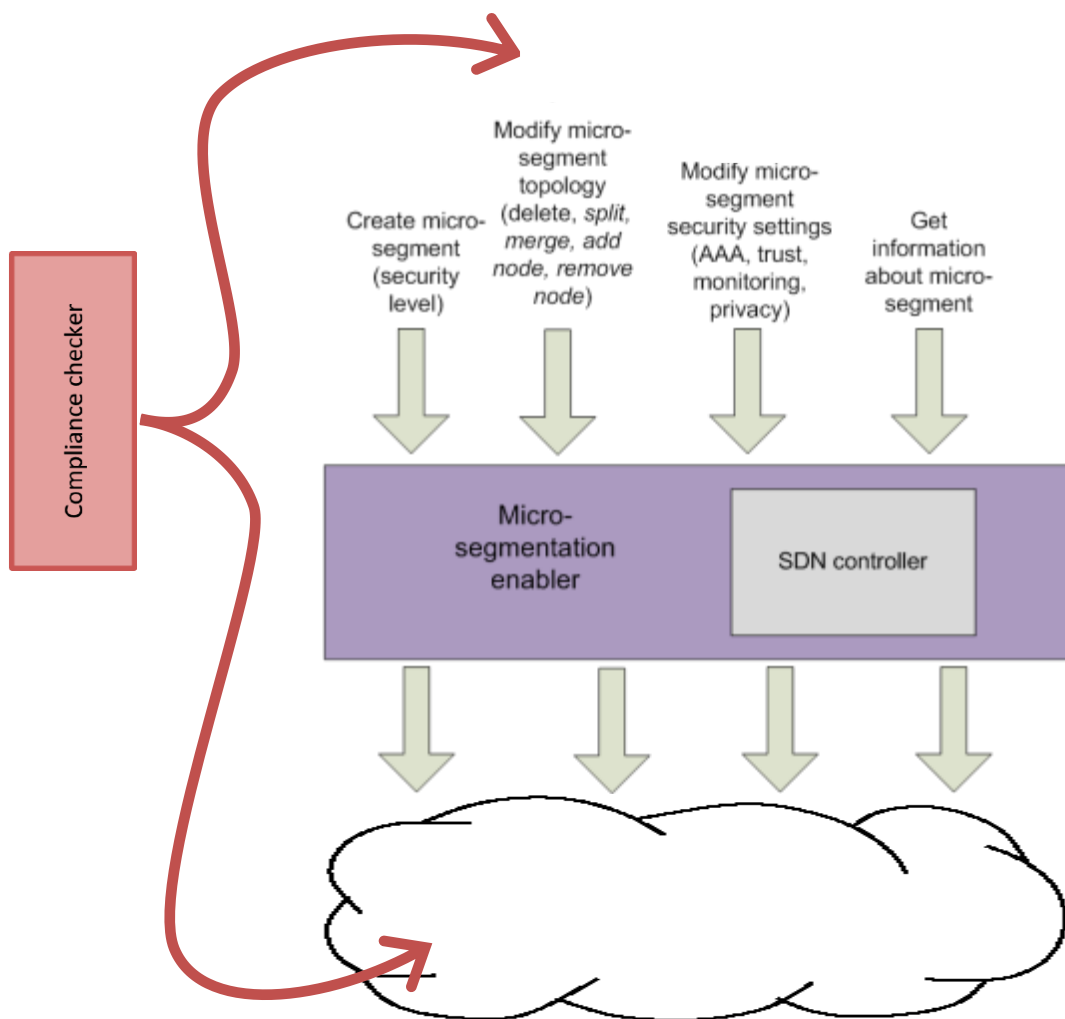 Compliance checker
Create micro-
segment
(security
level)
Modify micro-
segment
topology
(delete, split,
merge, add
node, remove
node)
Modify micro-
segment
security settings
(AAA, trust,
monitoring,
privacy)
Get
information
about micro-
segment
Micro-
segmentation
enabler
SDN controller